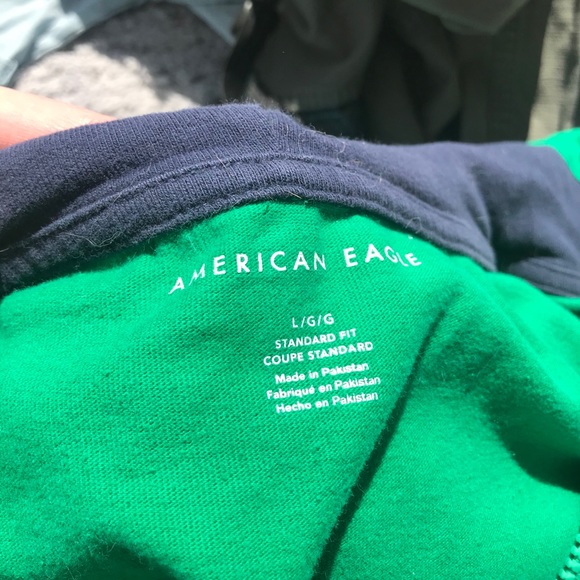 AMERICAN EAGLE
L/G/G
STANDARD FIT
COUPE STANDARD
Made in Pakistan
Fabriqué en Pakistan
Hecho en Pakistan